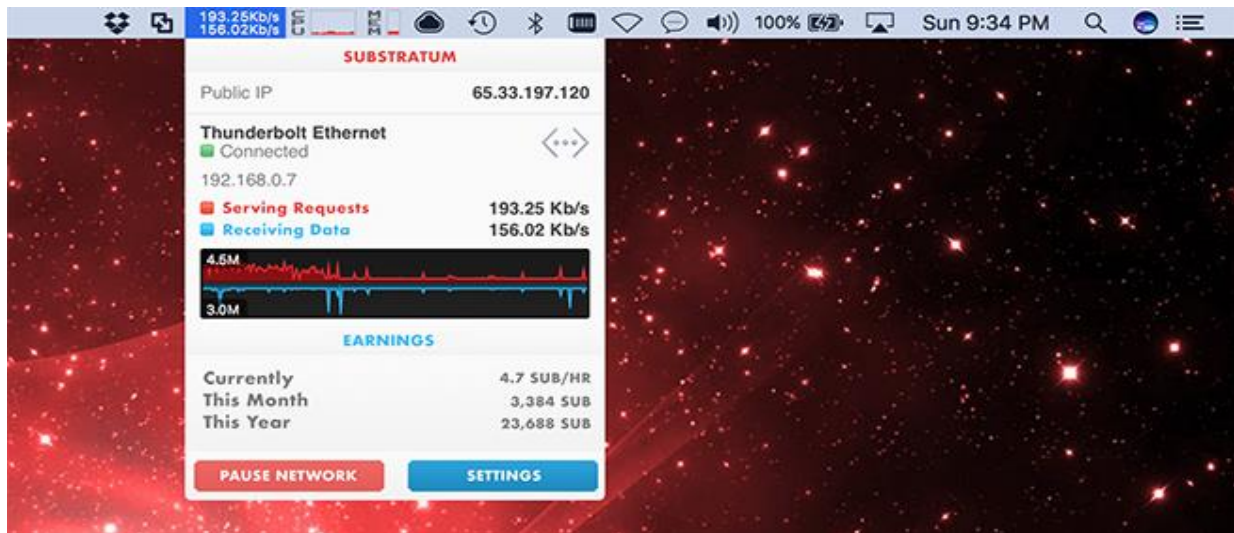 193.25Kb/s
156.02Kb/s
CPU
MEM
100%
Sun 9:34 PM
SUBSTRATUM
Public IP 65.33.197.120
Thunderbolt Ethernet
Connected
192.168.0.7
Serving Requests 193.25 Kb/s
Receiving Data 156.02 Kb/s
4.5M
3.0M
EARNINGS
Currently 4.7 SUB/HR
This Month 3,384 SUB
This Year 23,688 SUB
PAUSE NETWORK SETTINGS